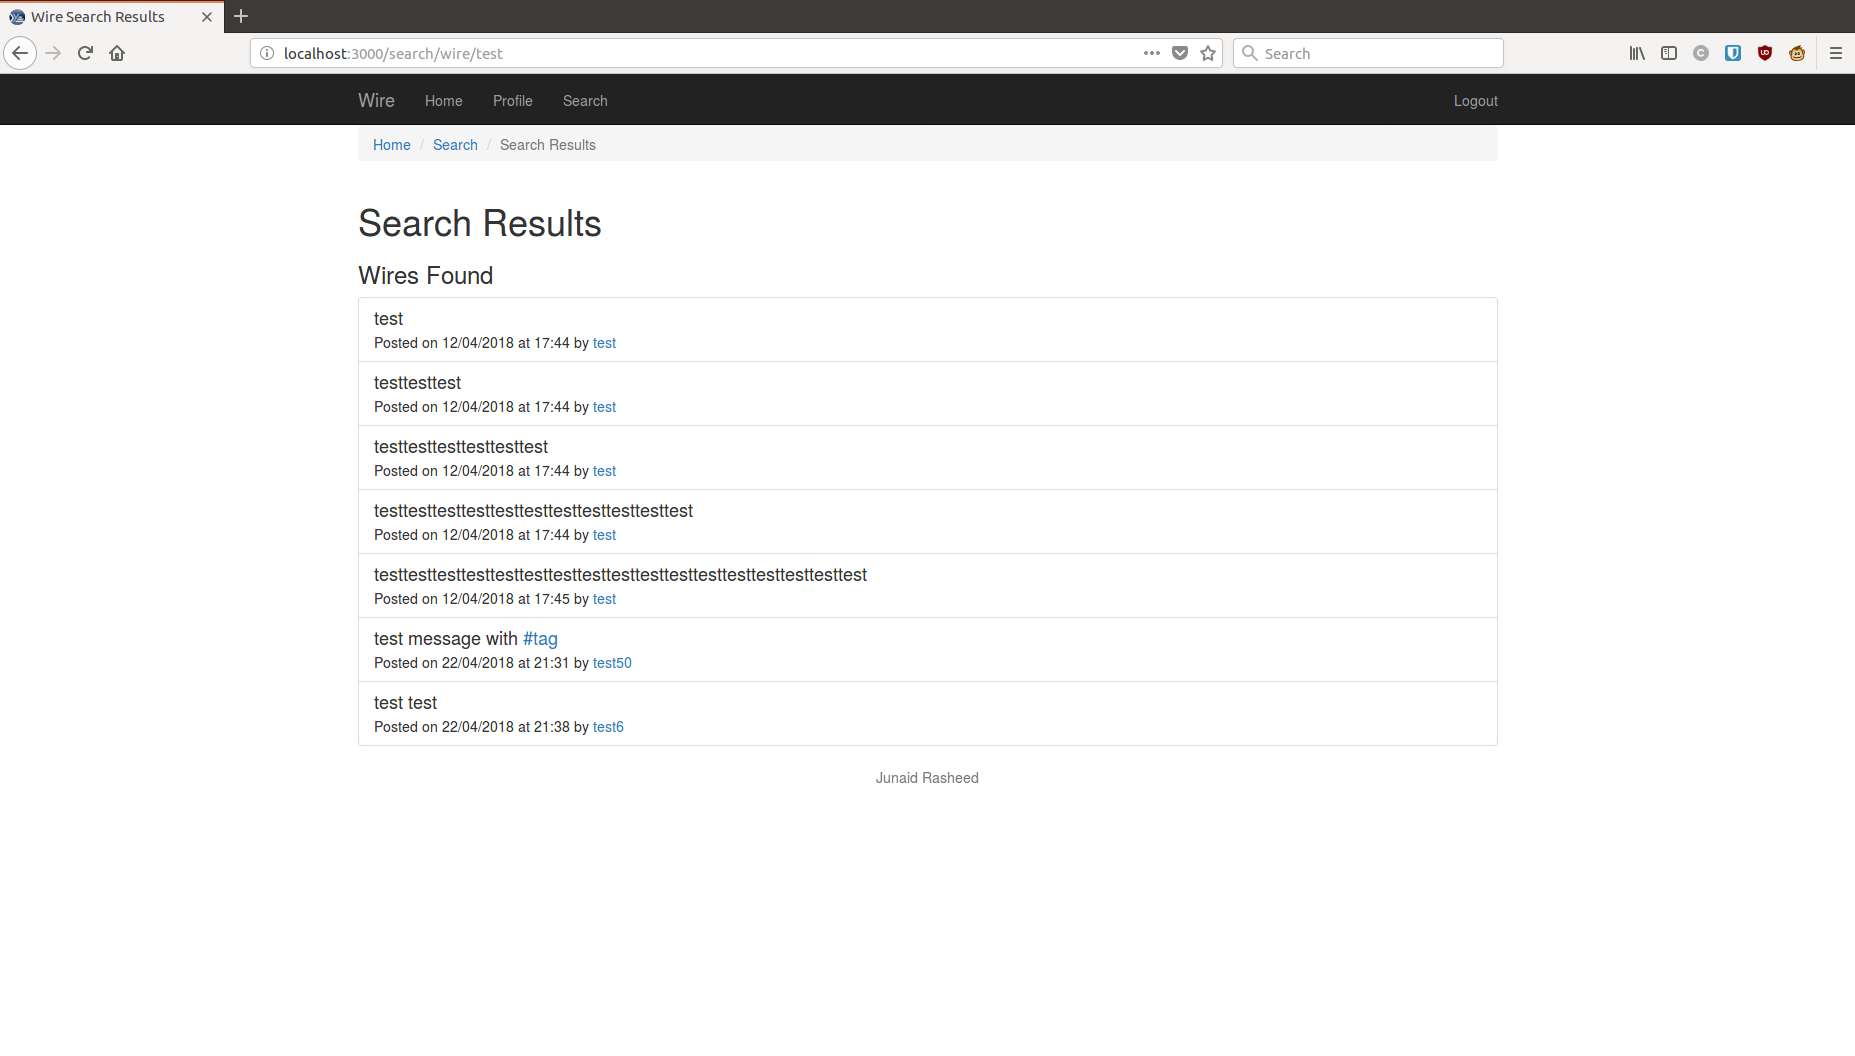 Wire Search Results
localhost:3000/search/wire/test
Search
Wire Home Profile Search Logout
Home / Search / Search Results
Search Results
Wires Found
test
Posted on 12/04/2018 at 17:44 by test
testtesttest
Posted on 12/04/2018 at 17:44 by test
testtesttesttesttesttest
Posted on 12/04/2018 at 17:44 by test
testtesttesttesttesttesttesttesttesttesttest
Posted on 12/04/2018 at 17:44 by test
testtesttesttesttesttesttesttesttesttesttesttesttesttesttesttesttest
Posted on 12/04/2018 at 17:45 by test
test message with #tag
Posted on 22/04/2018 at 21:31 by test50
test test
Posted on 22/04/2018 at 21:38 by test6
Junaid Rasheed